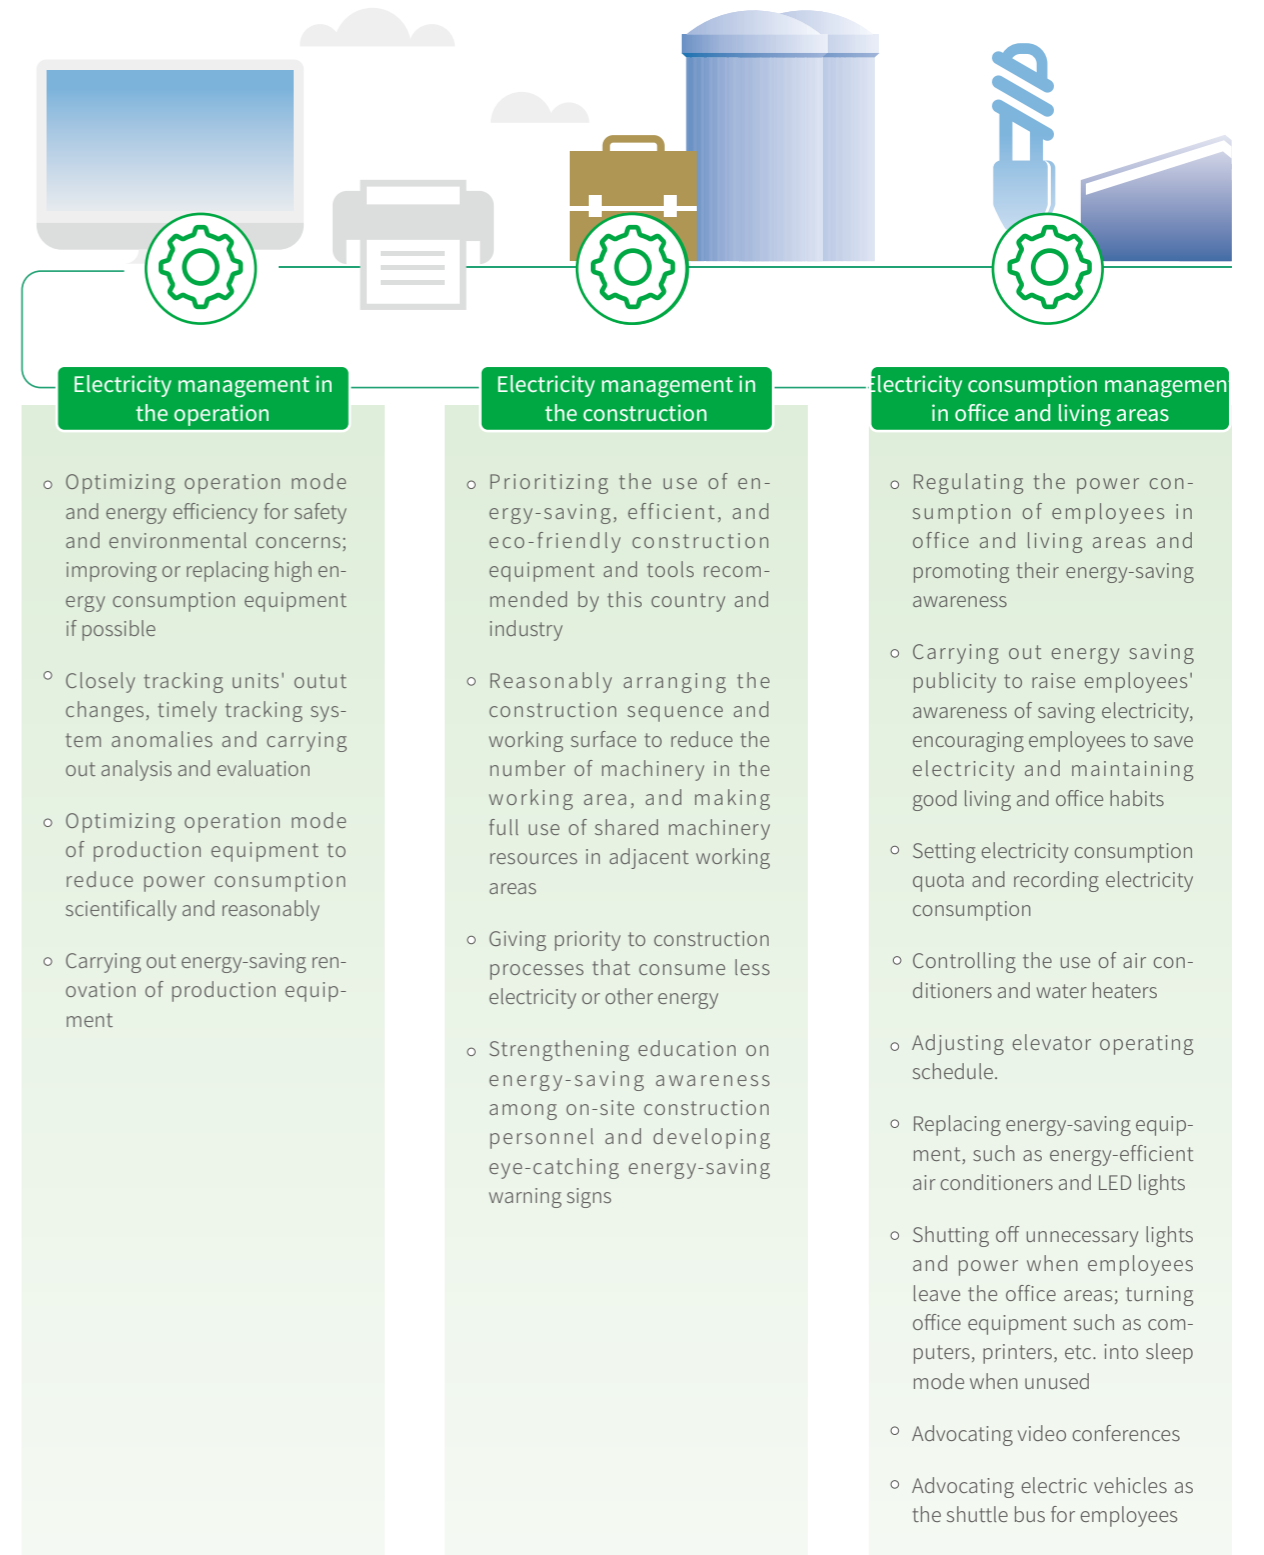 Electricity management in
the operation
Optimizing operation mode
and energy efficiency for safety
and environmental concerns;
improving or replacing high en-
ergy consumption equipment
if possible
Closely tracking units' outut
changes, timely tracking sys-
tem anomalies and carrying
out analysis and evaluation
Optimizing operation mode
of production equipment to
reduce power consumption
scientifically and reasonably
Carrying out energy-saving ren-
ovation of production equip-
ment
Electricity management in
the construction
Prioritizing the use of en-
ergy-saving, efficient, and
eco-friendly construction
equipment and tools recom-
mended by this country and
industry
Reasonably arranging the
construction sequence and
working surface to reduce the
number of machinery in the
working area, and making
full use of shared machinery
resources in adjacent working
areas
Giving priority to construction
processes that consume less
electricity or other energy
Strengthening education on
energy-saving awareness
among on-site construction
personnel and developing
eye-catching energy-saving
warning signs
Electricity consumption management
in office and living areas
Regulating the power con-
sumption of employees in
office and living areas and
promoting their energy-saving
awareness
Carrying out energy saving
publicity to raise employees'
awareness of saving electricity,
encouraging employees to save
electricity and maintaining
good living and office habits
Setting electricity consumption
quota and recording electricity
consumption
Controlling the use of air con-
ditioners and water heaters
Adjusting elevator operating
schedule.
Replacing energy-saving equip-
ment, such as energy-efficient
air conditioners and LED lights
Shutting off unnecessary lights
and power when employees
leave the office areas; turning
office equipment such as com-
puters, printers, etc. into sleep
mode when unused
Advocating video conferences
Advocating electric vehicles as
the shuttle bus for employees